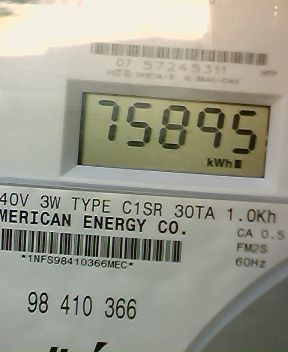 07 57245311
75895
kWh
40V 3W TYPE C1SR 30TA 1.0Kh
MERICAN ENERGY CO.
CA 0.5
FM2S
*1NFS98410366MEC*
60Hz
98 410 366